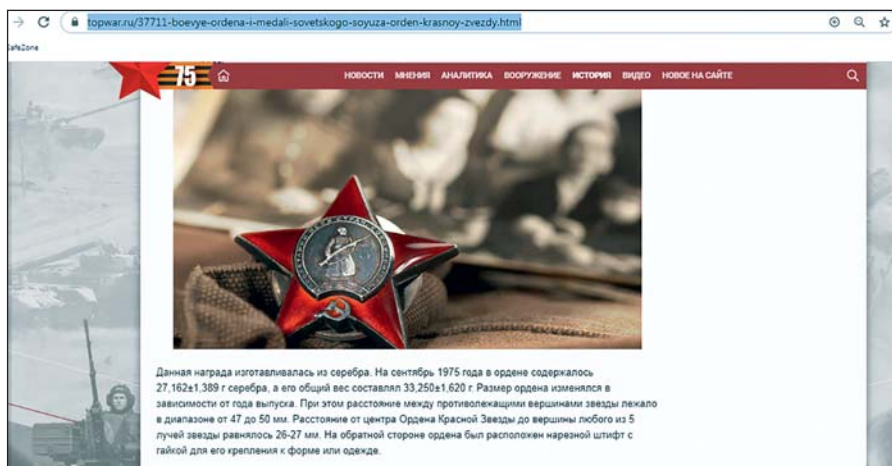 topwar.ru/37711-boevye-ordena-i-medali-sovetskogo-soyuza-orden-krasnoy-zvezdy.html
SafeZone
75
НОВОСТИ МНЕНИЯ АНАЛИТИКА ВООРУЖЕНИЕ ИСТОРИЯ ВИДЕО НОВОЕ НА САЙТЕ
Данная награда изготавливалась из серебра. На сентябрь 1975 года в ордене содержалось
27,162±1,389 г серебра, а его общий вес составлял 33,250±1,620 г. Размер ордена изменялся в
зависимости от года выпуска. При этом расстояние между противолежащими вершинами звезды лежало
в диапазоне от 47 до 50 мм. Расстояние от центра Ордена Красной Звезды до вершины любого из 5
лучей звезды равнялось 26-27 мм. На обратной стороне ордена был расположен нарезной штифт с
гайкой для его крепления к форме или одежде.